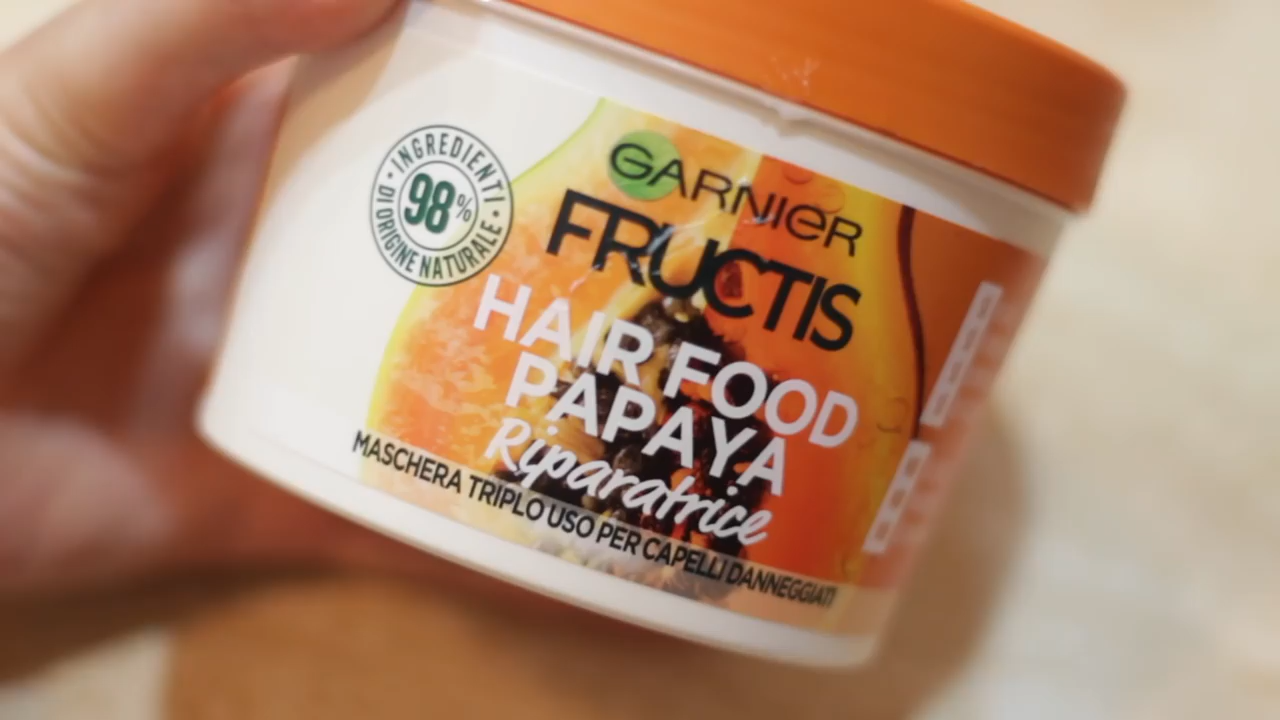 INGREDIENTI
98%
DI ORIGINE NATURALE
GARNIER
FRUCTIS
HAIR FOOD
PAPAYA
Riparatrice
MASCHERA TRIPLO USO PER CAPELLI DANNEGGIATI